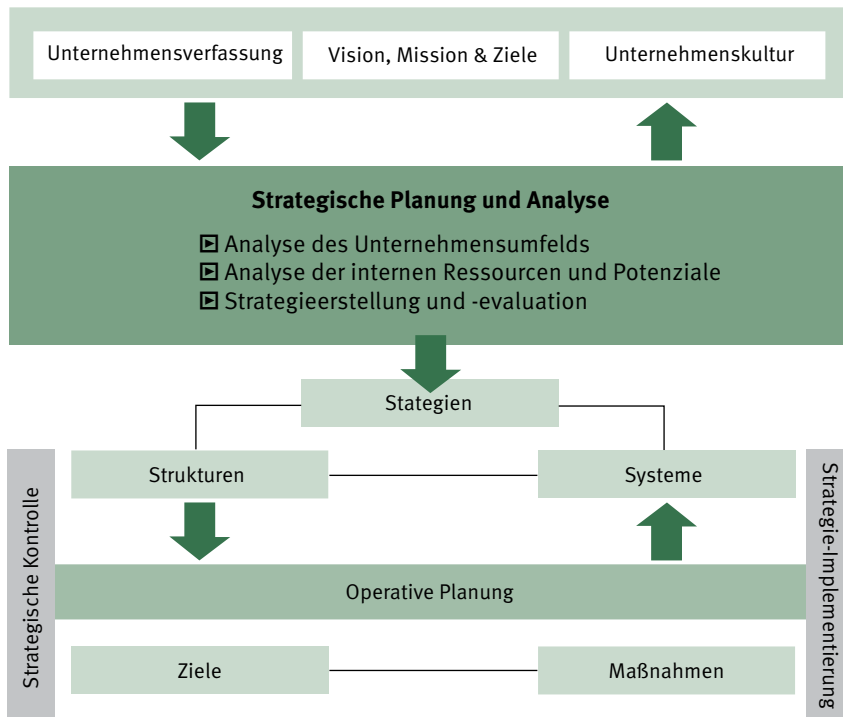 Unternehmensverfassung
Vision, Mission & Ziele
Unternehmenskultur
Strategische Planung und Analyse
Analyse des Unternehmensumfelds
Analyse der internen Ressourcen und Potenziale
Strategieerstellung und -evaluation
Stategien
Strukturen
Systeme
Strategische Kontrolle
Strategie-Implementierung
Operative Planung
Ziele
Maßnahmen